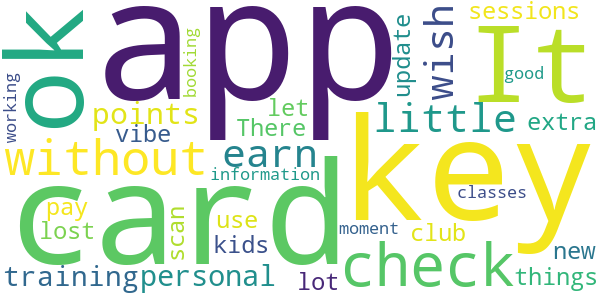 ok
app
wish
sessions
It
update
good
working
booking
points
vibe
let
There
little
extra
without
earn
information
key
card
classes
pay
lost
scan
use
kids
moment
club
check
new
things
training
personal
lot